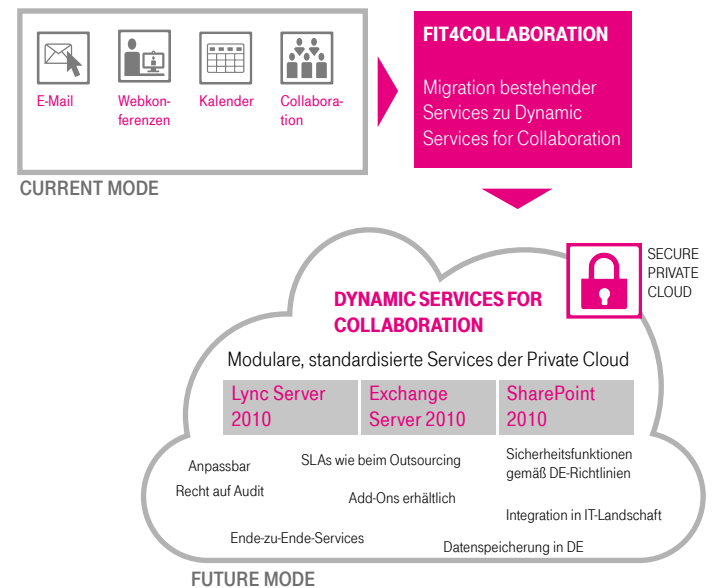 E-Mail
Webkon-
ferenzen
Kalender
Collabora-
tion
CURRENT MODE
FIT4COLLABORATION
Migration bestehender
Services zu Dynamic
Services for Collaboration
SECURE
PRIVATE
CLOUD
DYNAMIC SERVICES FOR
COLLABORATION
Modulare, standardisierte Services der Private Cloud
Lync Server
2010
Exchange
Server 2010
SharePoint
2010
Anpassbar
SLAs wie beim Outsourcing
Sicherheitsfunktionen
gemäß DE-Richtlinien
Recht auf Audit
Add-Ons erhältlich
Integration in IT-Landschaft
Ende-zu-Ende-Services
Datenspeicherung in DE
FUTURE MODE